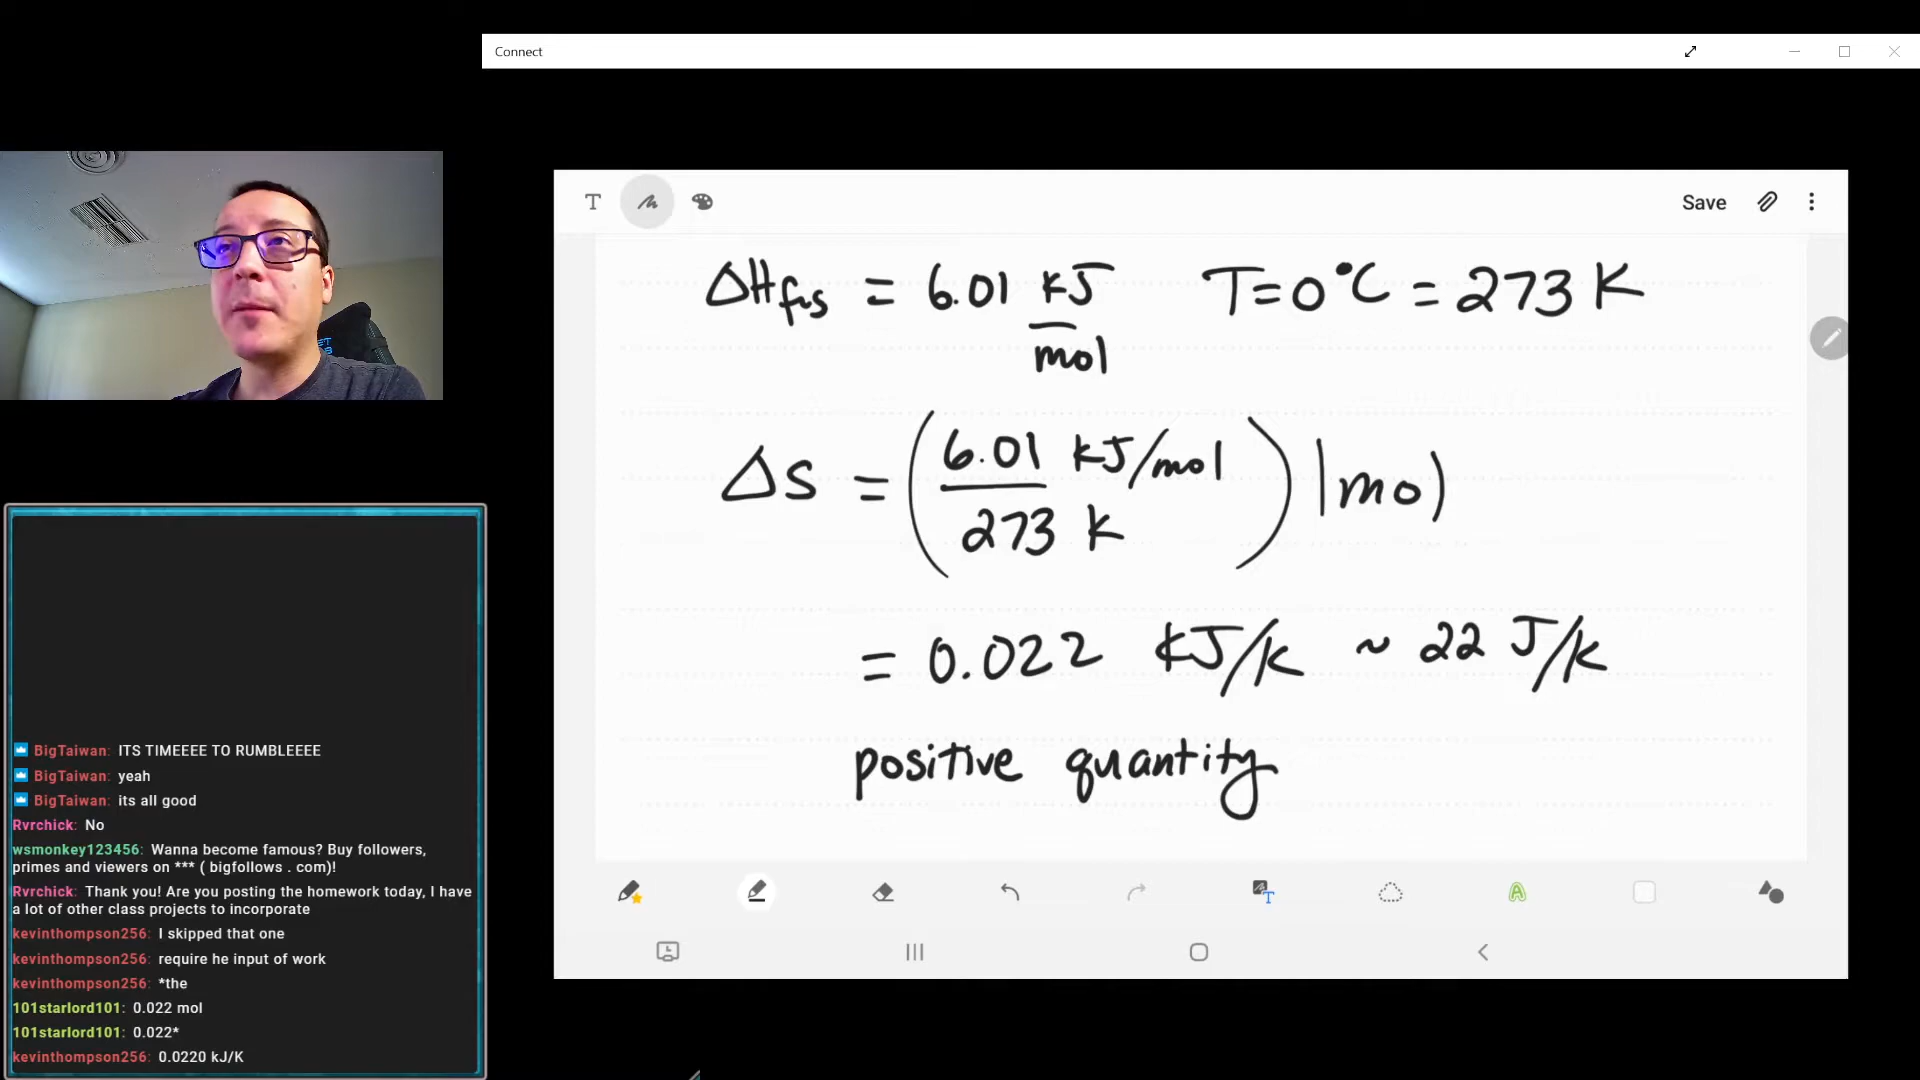 Connect
T
Save
ΔHfus = 6.01 kJ/mol T=0°C = 273 K
ΔS = (6.01 kJ/mol / 273 K) 1mol
= 0.022 kJ/K ~ 22 J/K
positive quantity
BigTaiwan: ITS TIMEEEE TO RUMBLEEEE
BigTaiwan: yeah
BigTaiwan: its all good
Rvrchick: No
wsmonkey123456: Wanna become famous? Buy followers,
primes and viewers on *** ( bigfollows . com)!
Rvrchick: Thank you! Are you posting the homework today, I have
a lot of other class projects to incorporate
kevinthompson256: I skipped that one
kevinthompson256: require he input of work
kevinthompson256: *the
101starlord101: 0.022 mol
101starlord101: 0.022*
kevinthompson256: 0.0220 kJ/K